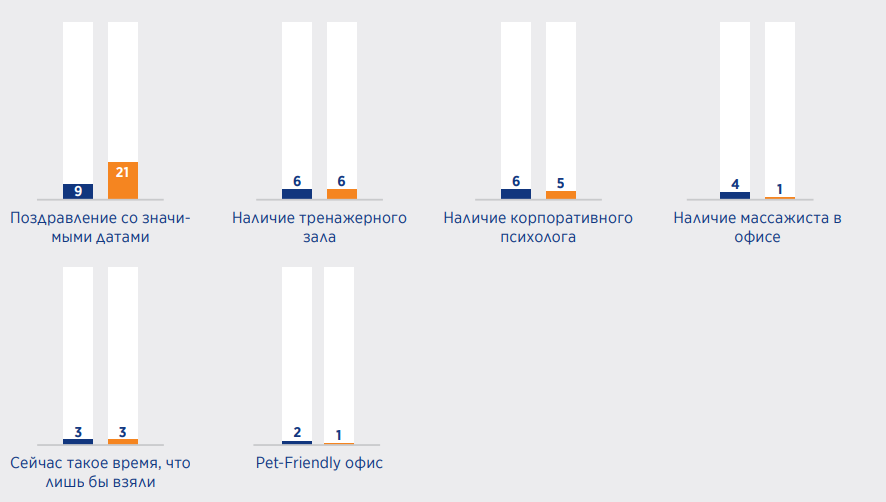 9 21
6 6
6 5
4 1
Поздравление со значи-
мыми датами
Наличие тренажерного
зала
Наличие корпоративного
психолога
Наличие массажиста в
офисе
3 3
2 1
Сейчас такое время, что
лишь бы взяли
Pet-Friendly офис